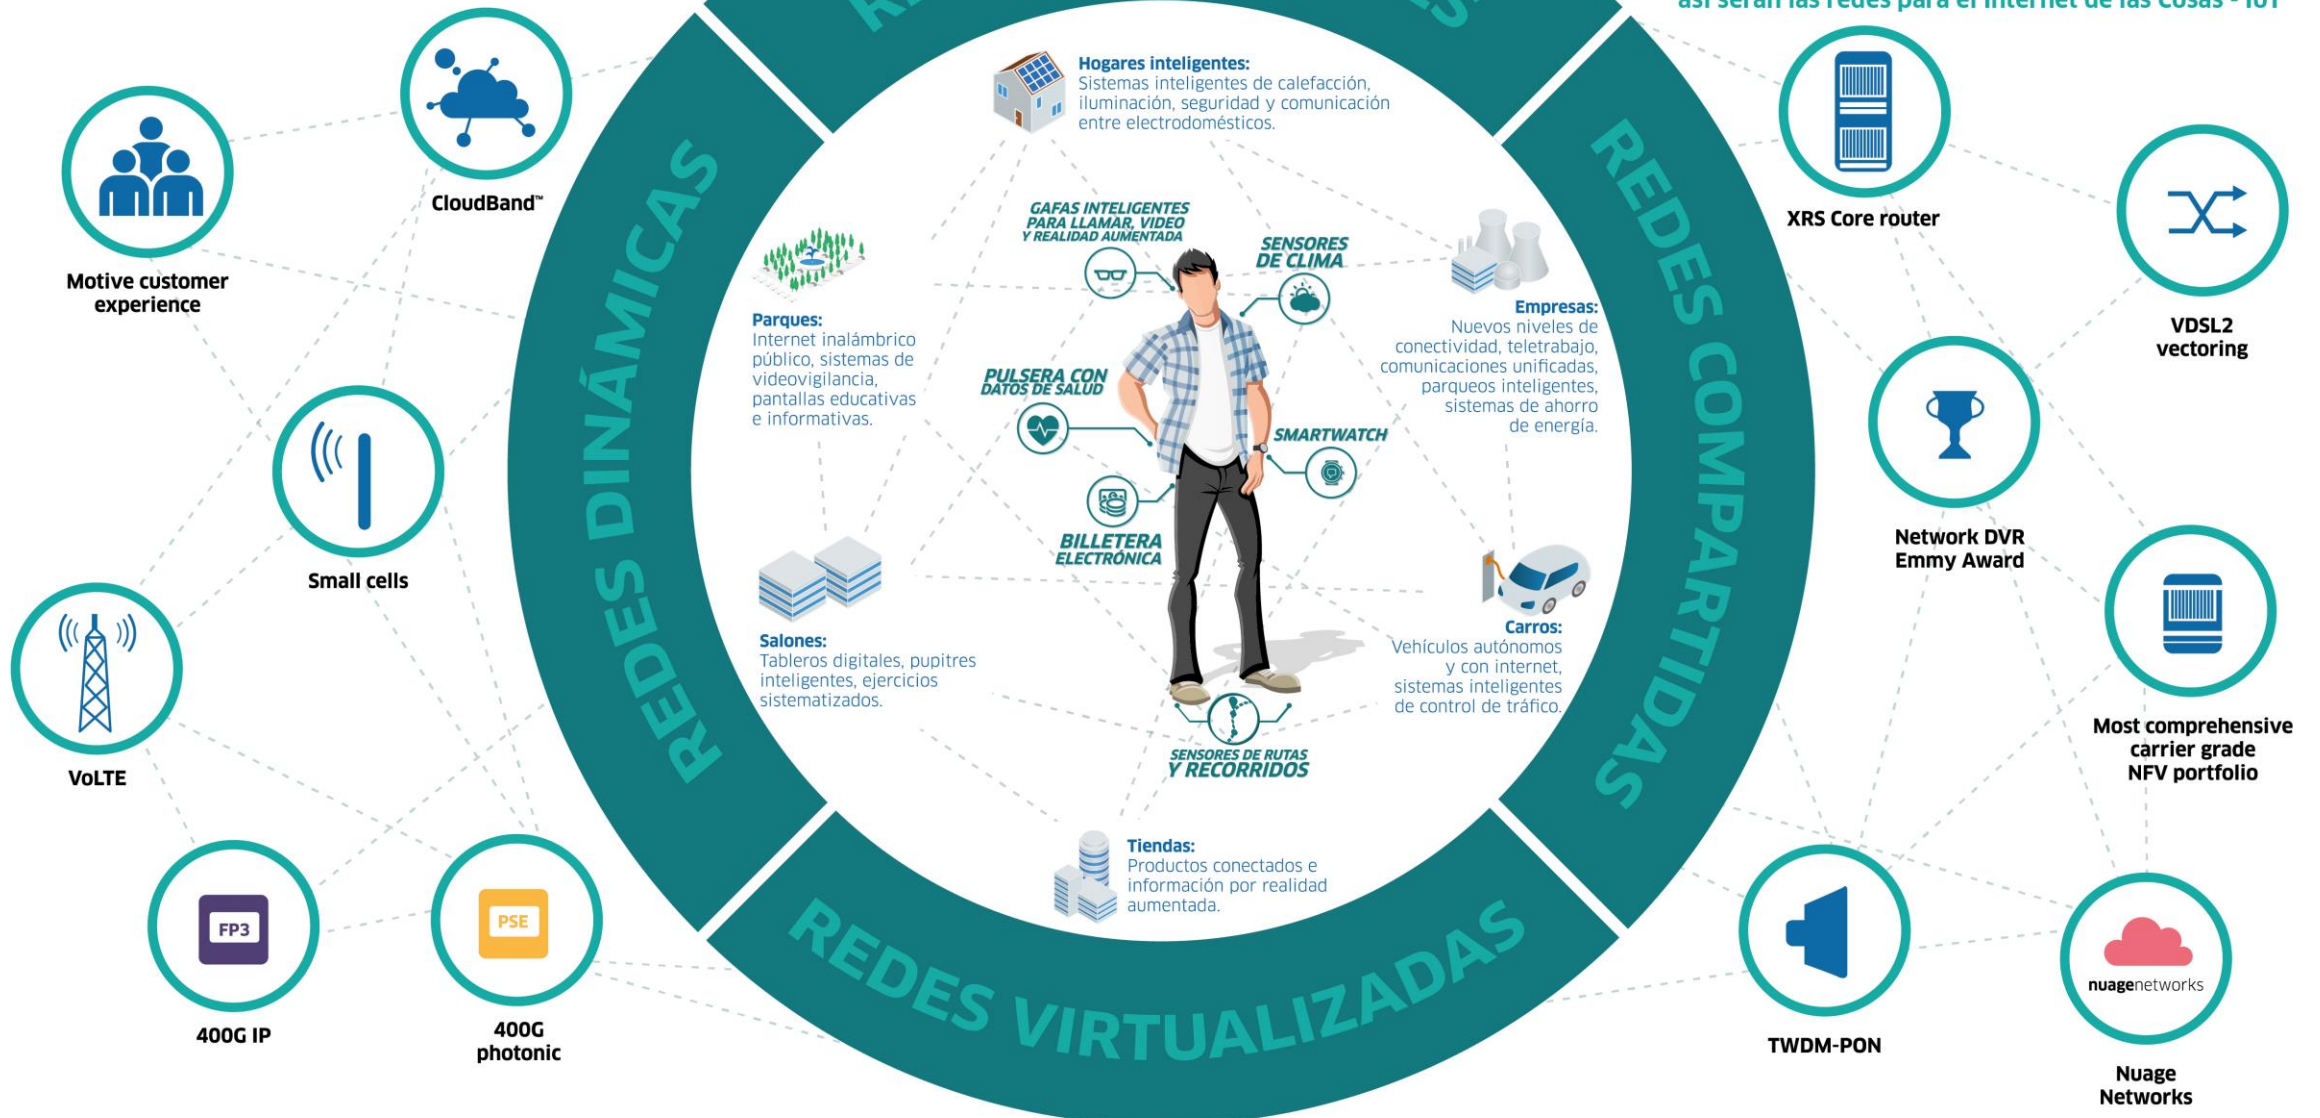 así serán las redes para el Internet de las Cosas - IoT
CloudBand™
Motive customer
experience
Small cells
VoLTE
FP3
400G IP
PSE
400G
photonic
REDES DINÁMICAS
Hogares inteligentes:
Sistemas inteligentes de calefacción,
iluminación, seguridad y comunicación
entre electrodomésticos.
GAFAS INTELIGENTES
PARA LLAMAR, VIDEO
Y REALIDAD AUMENTADA
SENSORES
DE CLIMA
Parques:
Internet inalámbrico
público, sistemas de
videovigilancia,
pantallas educativas
e informativas.
Empresas:
Nuevos niveles de
conectividad, teletrabajo,
comunicaciones unificadas,
parqueos inteligentes,
sistemas de ahorro
de energía.
PULSERA CON
DATOS DE SALUD
SMARTWATCH
BILLETERA
ELECTRÓNICA
Salones:
Tableros digitales, pupitres
inteligentes, ejercicios
sistematizados.
Carros:
Vehículos autónomos
y con internet,
sistemas inteligentes
de control de tráfico.
SENSORES DE RUTAS
Y RECORRIDOS
Tiendas:
Productos conectados e
información por realidad
aumentada.
REDES VIRTUALIZADAS
REDES COMPARTIDAS
XRS Core router
VDSL2
vectoring
Network DVR
Emmy Award
Most comprehensive
carrier grade
NFV portfolio
TWDM-PON
nuagenetworks
Nuage
Networks